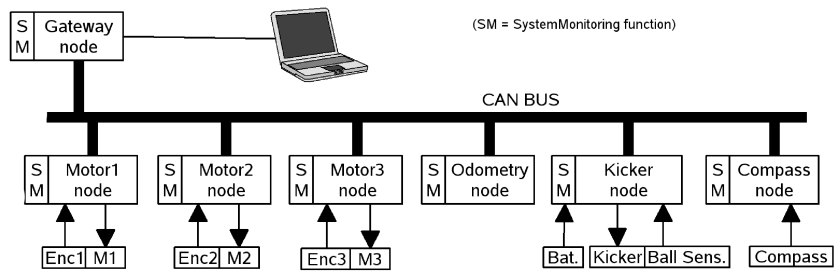 S M Gateway node
(SM = SystemMonitoring function)
CAN BUS
S M Motor1 node
S M Motor2 node
S M Motor3 node
S M Odometry node
S M Kicker node
S M Compass node
Enc1 M1
Enc2 M2
Enc3 M3
Bat.
Kicker Ball Sens.
Compass